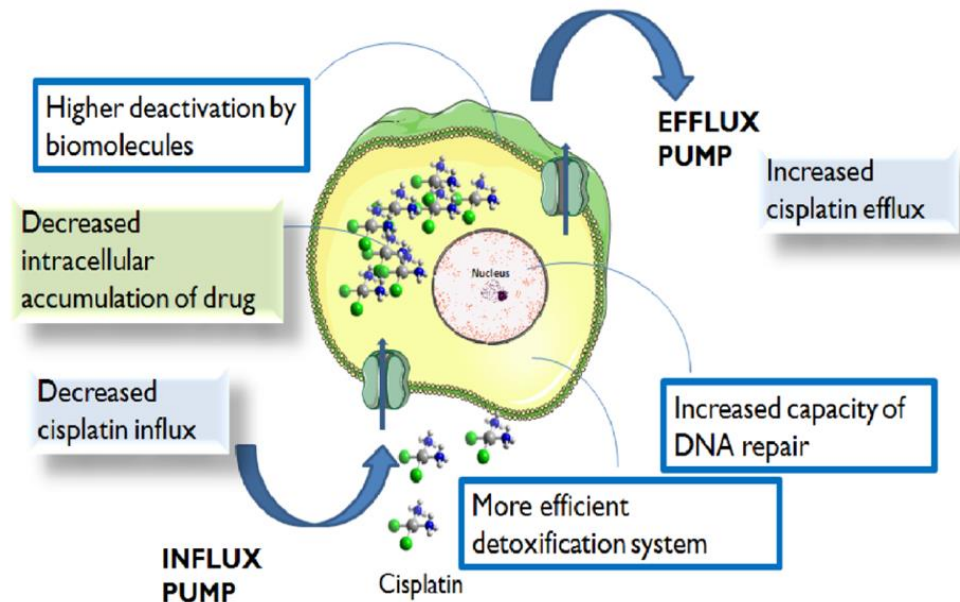 Higher deactivation by
biomolecules
EFFLUX
PUMP
Increased
cisplatin efflux
Decreased
intracellular
accumulation of drug
Nucleus
Decreased
cisplatin influx
Increased capacity of
DNA repair
More efficient
detoxification system
INFLUX
PUMP
Cisplatin